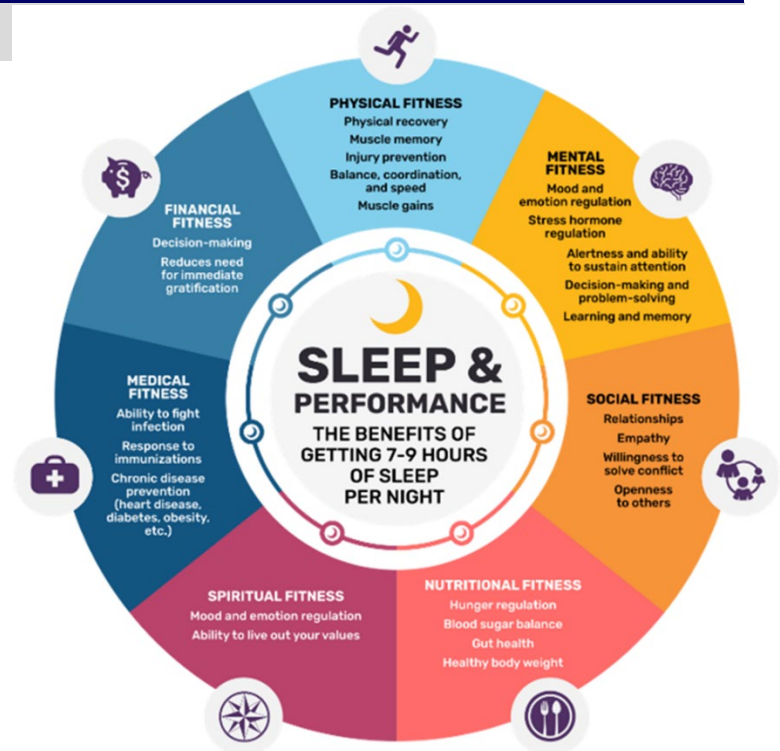 SLEEP &
PERFORMANCE
THE BENEFITS OF
GETTING 7-9 HOURS
OF SLEEP
PER NIGHT
PHYSICAL FITNESS
Physical recovery
Muscle memory
Injury prevention
Balance, coordination,
and speed
Muscle gains
MENTAL
FITNESS
Mood and
emotion regulation
Stress hormone
regulation
Alertness and ability
to sustain attention
Decision-making and
problem-solving
Learning and memory
SOCIAL FITNESS
Relationships
Empathy
Willingness to
solve conflict
Openness
to others
NUTRITIONAL FITNESS
Hunger regulation
Blood sugar balance
Gut health
Healthy body weight
SPIRITUAL FITNESS
Mood and emotion regulation
Ability to live out your values
MEDICAL
FITNESS
Ability to fight
infection
Response to
immunizations
Chronic disease
prevention
(heart disease,
diabetes, obesity,
etc.)
FINANCIAL
FITNESS
Decision-making
Reduces need
for immediate
gratification
$